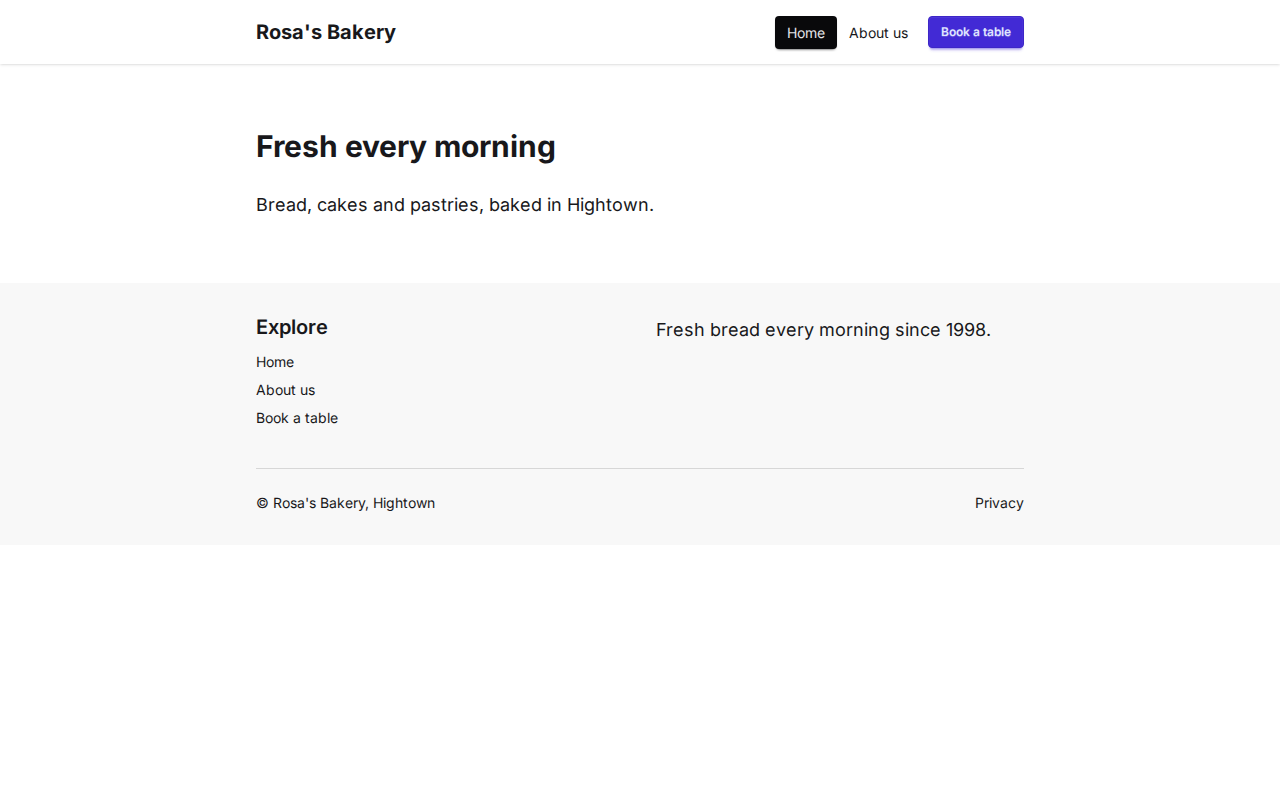 Rosa's Bakery
Home
About us
Book a table
Fresh every morning
Bread, cakes and pastries, baked in Hightown.
Explore
Home
About us
Book a table
Fresh bread every morning since 1998.
© Rosa's Bakery, Hightown
Privacy